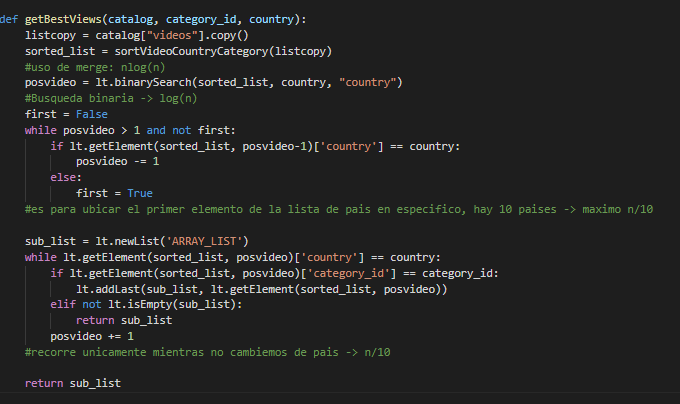 def getBestViews(catalog, category_id, country):
    listcopy = catalog["videos"].copy()
    sorted_list = sortVideoCountryCategory(listcopy)
    #uso de merge: nlog(n)
    posvideo = lt.binarySearch(sorted_list, country, "country")
    #Busqueda binaria -> log(n)
    first = False
    while posvideo > 1 and not first:
        if lt.getElement(sorted_list, posvideo-1)['country'] == country:
            posvideo -= 1
        else:
            first = True
    #es para ubicar el primer elemento de la lista de pais en especifico, hay 10 paises -> maximo n/10
    sub_list = lt.newList('ARRAY_LIST')
    while lt.getElement(sorted_list, posvideo)['country'] == country:
        if lt.getElement(sorted_list, posvideo)['category_id'] == category_id:
            lt.addLast(sub_list, lt.getElement(sorted_list, posvideo))
        elif not lt.isEmpty(sub_list):
            return sub_list
        posvideo += 1
    #recorre unicamente mientras no cambiemos de pais -> n/10
    return sub_list